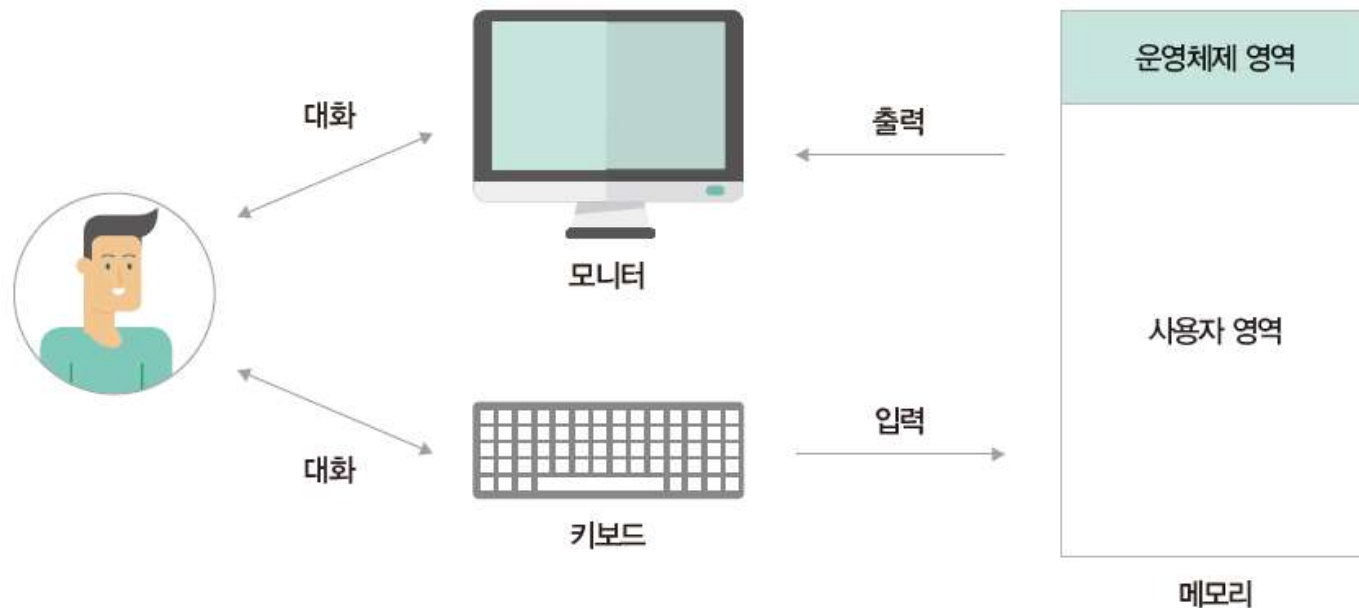 운영체제 영역
대화
출력
모니터
사용자 영역
입력
대화
키보드
메모리